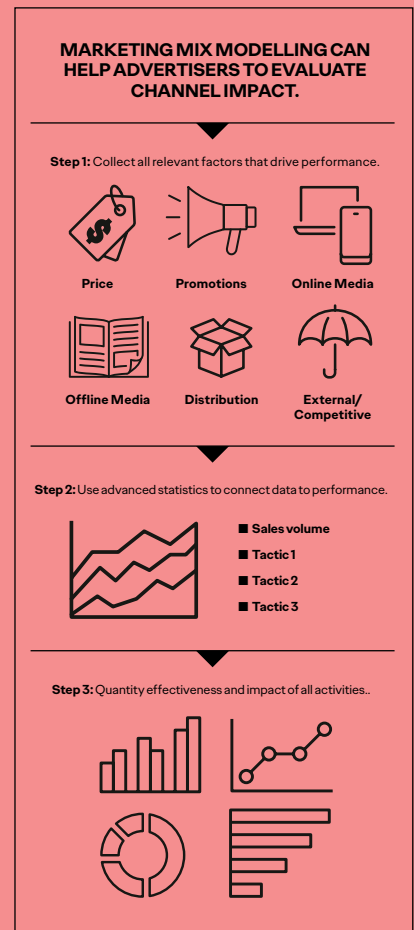 MARKETING MIX MODELLING CAN
HELP ADVERTISERS TO EVALUATE
CHANNEL IMPACT.
Step 1: Collect all relevant factors that drive performance.
$
Price
Promotions
Online Media
Offline Media
Distribution
External/
Competitive
Step 2: Use advanced statistics to connect data to performance.
Sales volume
Tactic 1
Tactic 2
Tactic 3
Step 3: Quantity effectiveness and impact of all activities..